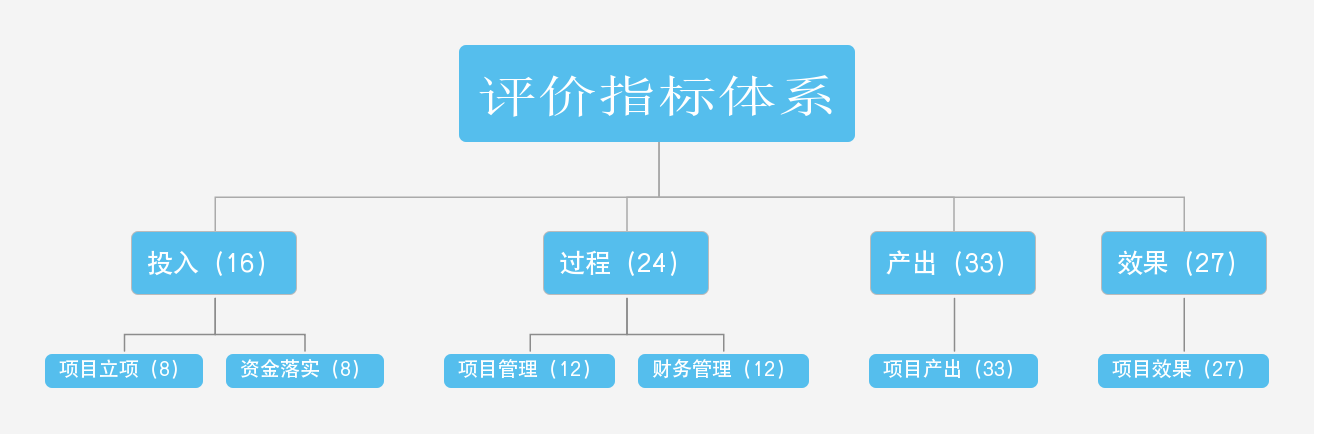 评价指标体系
投入（16）
过程（24）
产出（33）
效果（27）
项目立项（8）
资金落实（8）
项目管理（12）
财务管理（12）
项目产出（33）
项目效果（27）